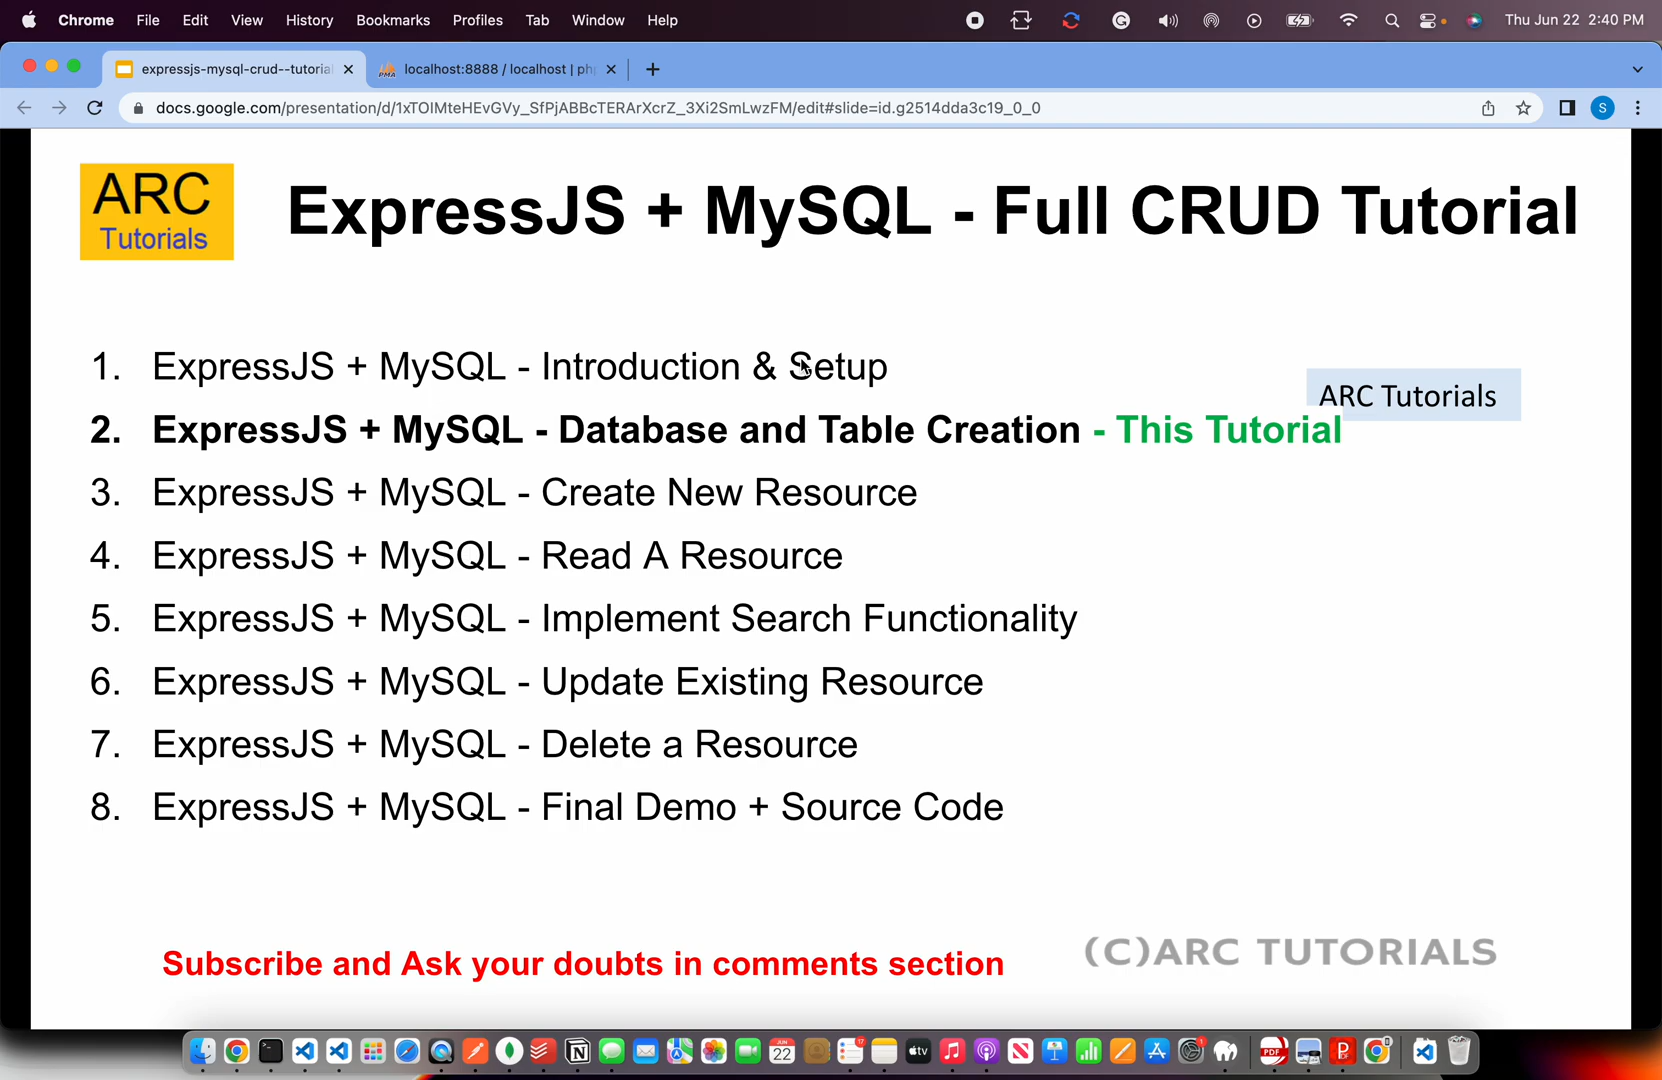 Chrome File Edit View History Bookmarks Profiles Tab Window Help Thu Jun 22 2:40 PM
expressjs-mysql-crud--tutorial localhost:8888 / localhost | ph
docs.google.com/presentation/d/1xTOIMteHEvGVy_SfPjABBcTERArXcrZ_3Xi2SmLwzFM/edit#slide=id.g2514dda3c19_0_0 S
ARC
Tutorials
ExpressJS + MySQL - Full CRUD Tutorial
1. ExpressJS + MySQL - Introduction & Setup
ARC Tutorials
2. ExpressJS + MySQL - Database and Table Creation - This Tutorial
3. ExpressJS + MySQL - Create New Resource
4. ExpressJS + MySQL - Read A Resource
5. ExpressJS + MySQL - Implement Search Functionality
6. ExpressJS + MySQL - Update Existing Resource
7. ExpressJS + MySQL - Delete a Resource
8. ExpressJS + MySQL - Final Demo + Source Code
Subscribe and Ask your doubts in comments section
(C)ARC TUTORIALS